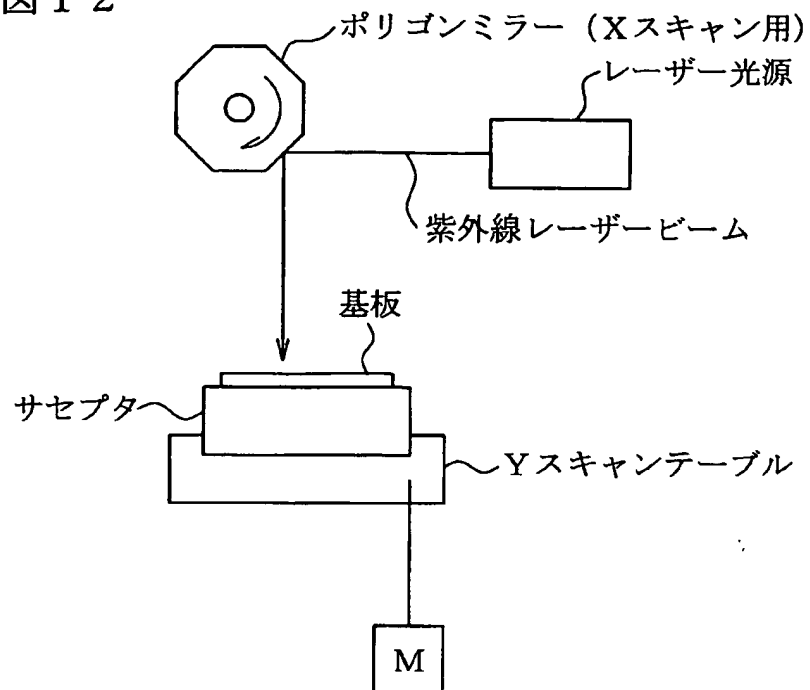 図12
ポリゴンミラー（Xスキャン用）
レーザー光源
紫外線レーザービーム
基板
サセプタ
Yスキャンテーブル
M